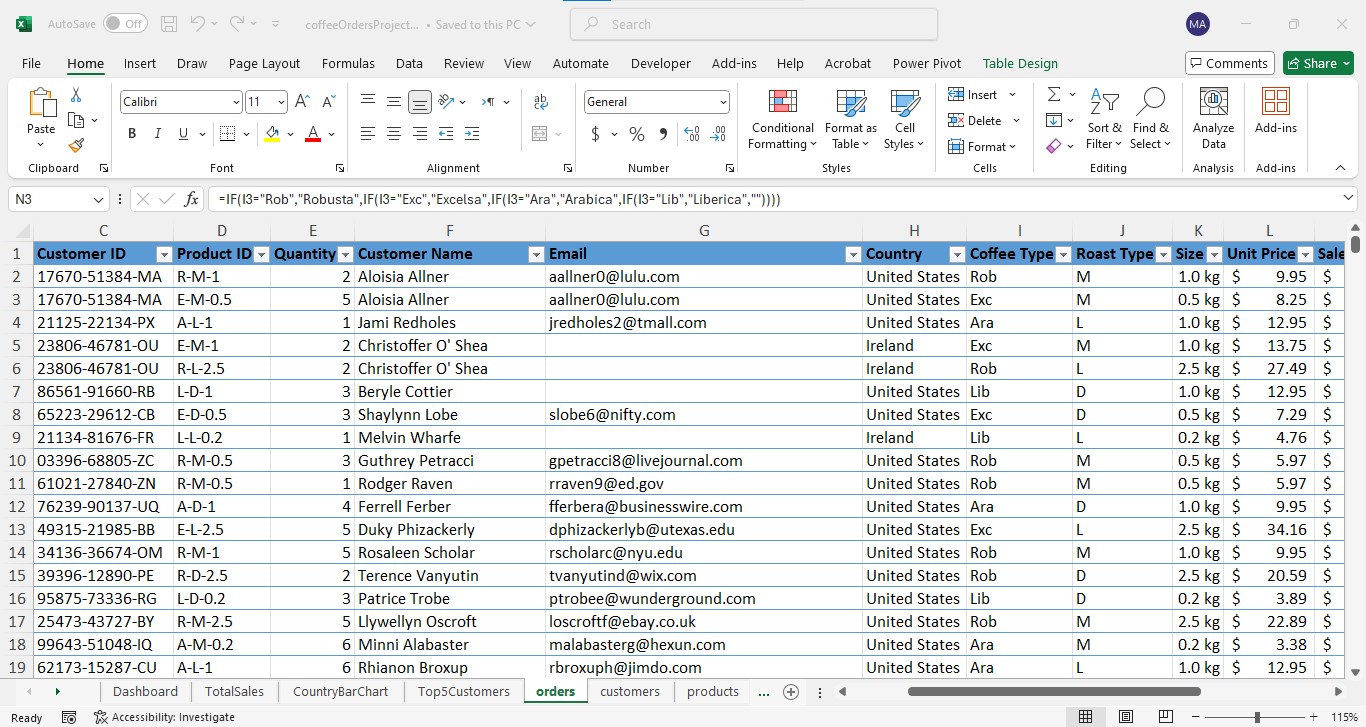 AutoSave Off coffeeOrdersProject... • Saved to this PC Search MA
File Home Insert Draw Page Layout Formulas Data Review View Automate Developer Add-ins Help Acrobat Power Pivot Table Design Comments Share
Paste
Clipboard
Calibri 11
B I U
Font
Alignment
General
$ % ,
Number
Conditional Formatting
Format as Table
Cell Styles
Styles
Insert
Delete
Format
Cells
Sort & Filter
Find & Select
Editing
Analyze Data
Analysis
Add-ins
Add-ins
N3 fx =IF(I3="Rob","Robusta",IF(I3="Exc","Excelsa",IF(I3="Ara","Arabica",IF(I3="Lib","Liberica",""))))
C D E F G H I J K L
1 Customer ID Product ID Quantity Customer Name Email Country Coffee Type Roast Type Size Unit Price Sale
2 17670-51384-MA R-M-1 2 Aloisia Allner aallner0@lulu.com United States Rob M 1.0 kg $ 9.95 $
3 17670-51384-MA E-M-0.5 5 Aloisia Allner aallner0@lulu.com United States Exc M 0.5 kg $ 8.25 $
4 21125-22134-PX A-L-1 1 Jami Redholes jredholes2@tmall.com United States Ara L 1.0 kg $ 12.95 $
5 23806-46781-OU E-M-1 2 Christoffer O' Shea Ireland Exc M 1.0 kg $ 13.75 $
6 23806-46781-OU R-L-2.5 2 Christoffer O' Shea Ireland Rob L 2.5 kg $ 27.49 $
7 86561-91660-RB L-D-1 3 Beryle Cottier United States Lib D 1.0 kg $ 12.95 $
8 65223-29612-CB E-D-0.5 3 Shaylynn Lobe slobe6@nifty.com United States Exc D 0.5 kg $ 7.29 $
9 21134-81676-FR L-L-0.2 1 Melvin Wharfe Ireland Lib L 0.2 kg $ 4.76 $
10 03396-68805-ZC R-M-0.5 3 Guthrey Petracci gpetracci8@livejournal.com United States Rob M 0.5 kg $ 5.97 $
11 61021-27840-ZN R-M-0.5 1 Rodger Raven rraven9@ed.gov United States Rob M 0.5 kg $ 5.97 $
12 76239-90137-UQ A-D-1 4 Ferrell Ferber fferbera@businesswire.com United States Ara D 1.0 kg $ 9.95 $
13 49315-21985-BB E-L-2.5 5 Duky Phizackerly dphizackerlyb@utexas.edu United States Exc L 2.5 kg $ 34.16 $
14 34136-36674-OM R-M-1 5 Rosaleen Scholar rscholarc@nyu.edu United States Rob M 1.0 kg $ 9.95 $
15 39396-12890-PE R-D-2.5 2 Terence Vanyutin tvanyutind@wix.com United States Rob D 2.5 kg $ 20.59 $
16 95875-73336-RG L-D-0.2 3 Patrice Trobe ptrobee@wunderground.com United States Lib D 0.2 kg $ 3.89 $
17 25473-43727-BY R-M-2.5 5 Llywellyn Oscroft loscroftf@ebay.co.uk United States Rob M 2.5 kg $ 22.89 $
18 99643-51048-IQ A-M-0.2 6 Minni Alabaster malabasterg@hexun.com United States Ara M 0.2 kg $ 3.38 $
19 62173-15287-CU A-L-1 6 Rhianon Broxup rbroxuph@jimdo.com United States Ara L 1.0 kg $ 12.95 $
Dashboard TotalSales CountryBarChart Top5Customers orders customers products ...
Ready Accessibility: Investigate 115%